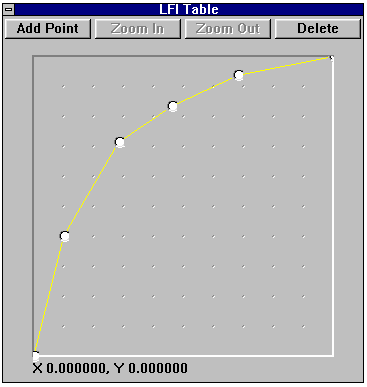 LFI Table
Add Point Zoom In Zoom Out Delete
X 0.000000, Y 0.000000